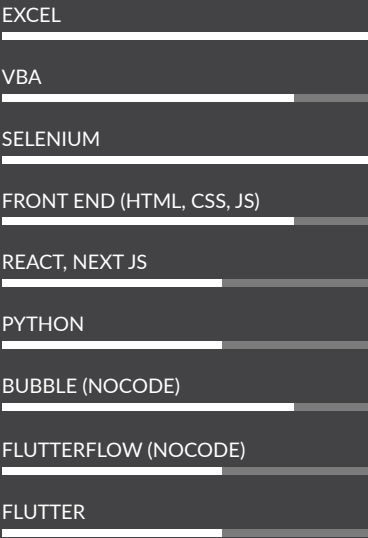 EXCEL
VBA
SELENIUM
FRONT END (HTML, CSS, JS)
REACT, NEXT JS
PYTHON
BUBBLE (NOCODE)
FLUTTERFLOW (NOCODE)
FLUTTER